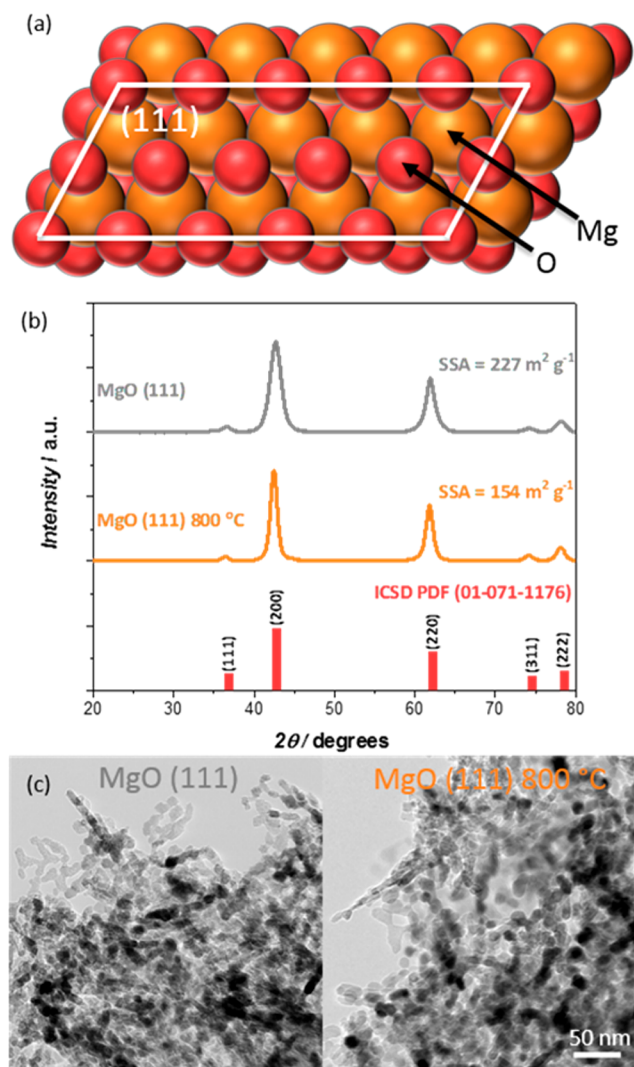 (a)
(111)
Mg
O
(b)
SSA = 227 m² g⁻¹
MgO (111)
SSA = 154 m² g⁻¹
MgO (111) 800 °C
ICSD PDF (01-071-1176)
(111)
(200)
(220)
(311)
(222)
Intensity / a.u.
20 30 40 50 60 70 80
2θ / degrees
(c) MgO (111) MgO (111) 800 °C
50 nm